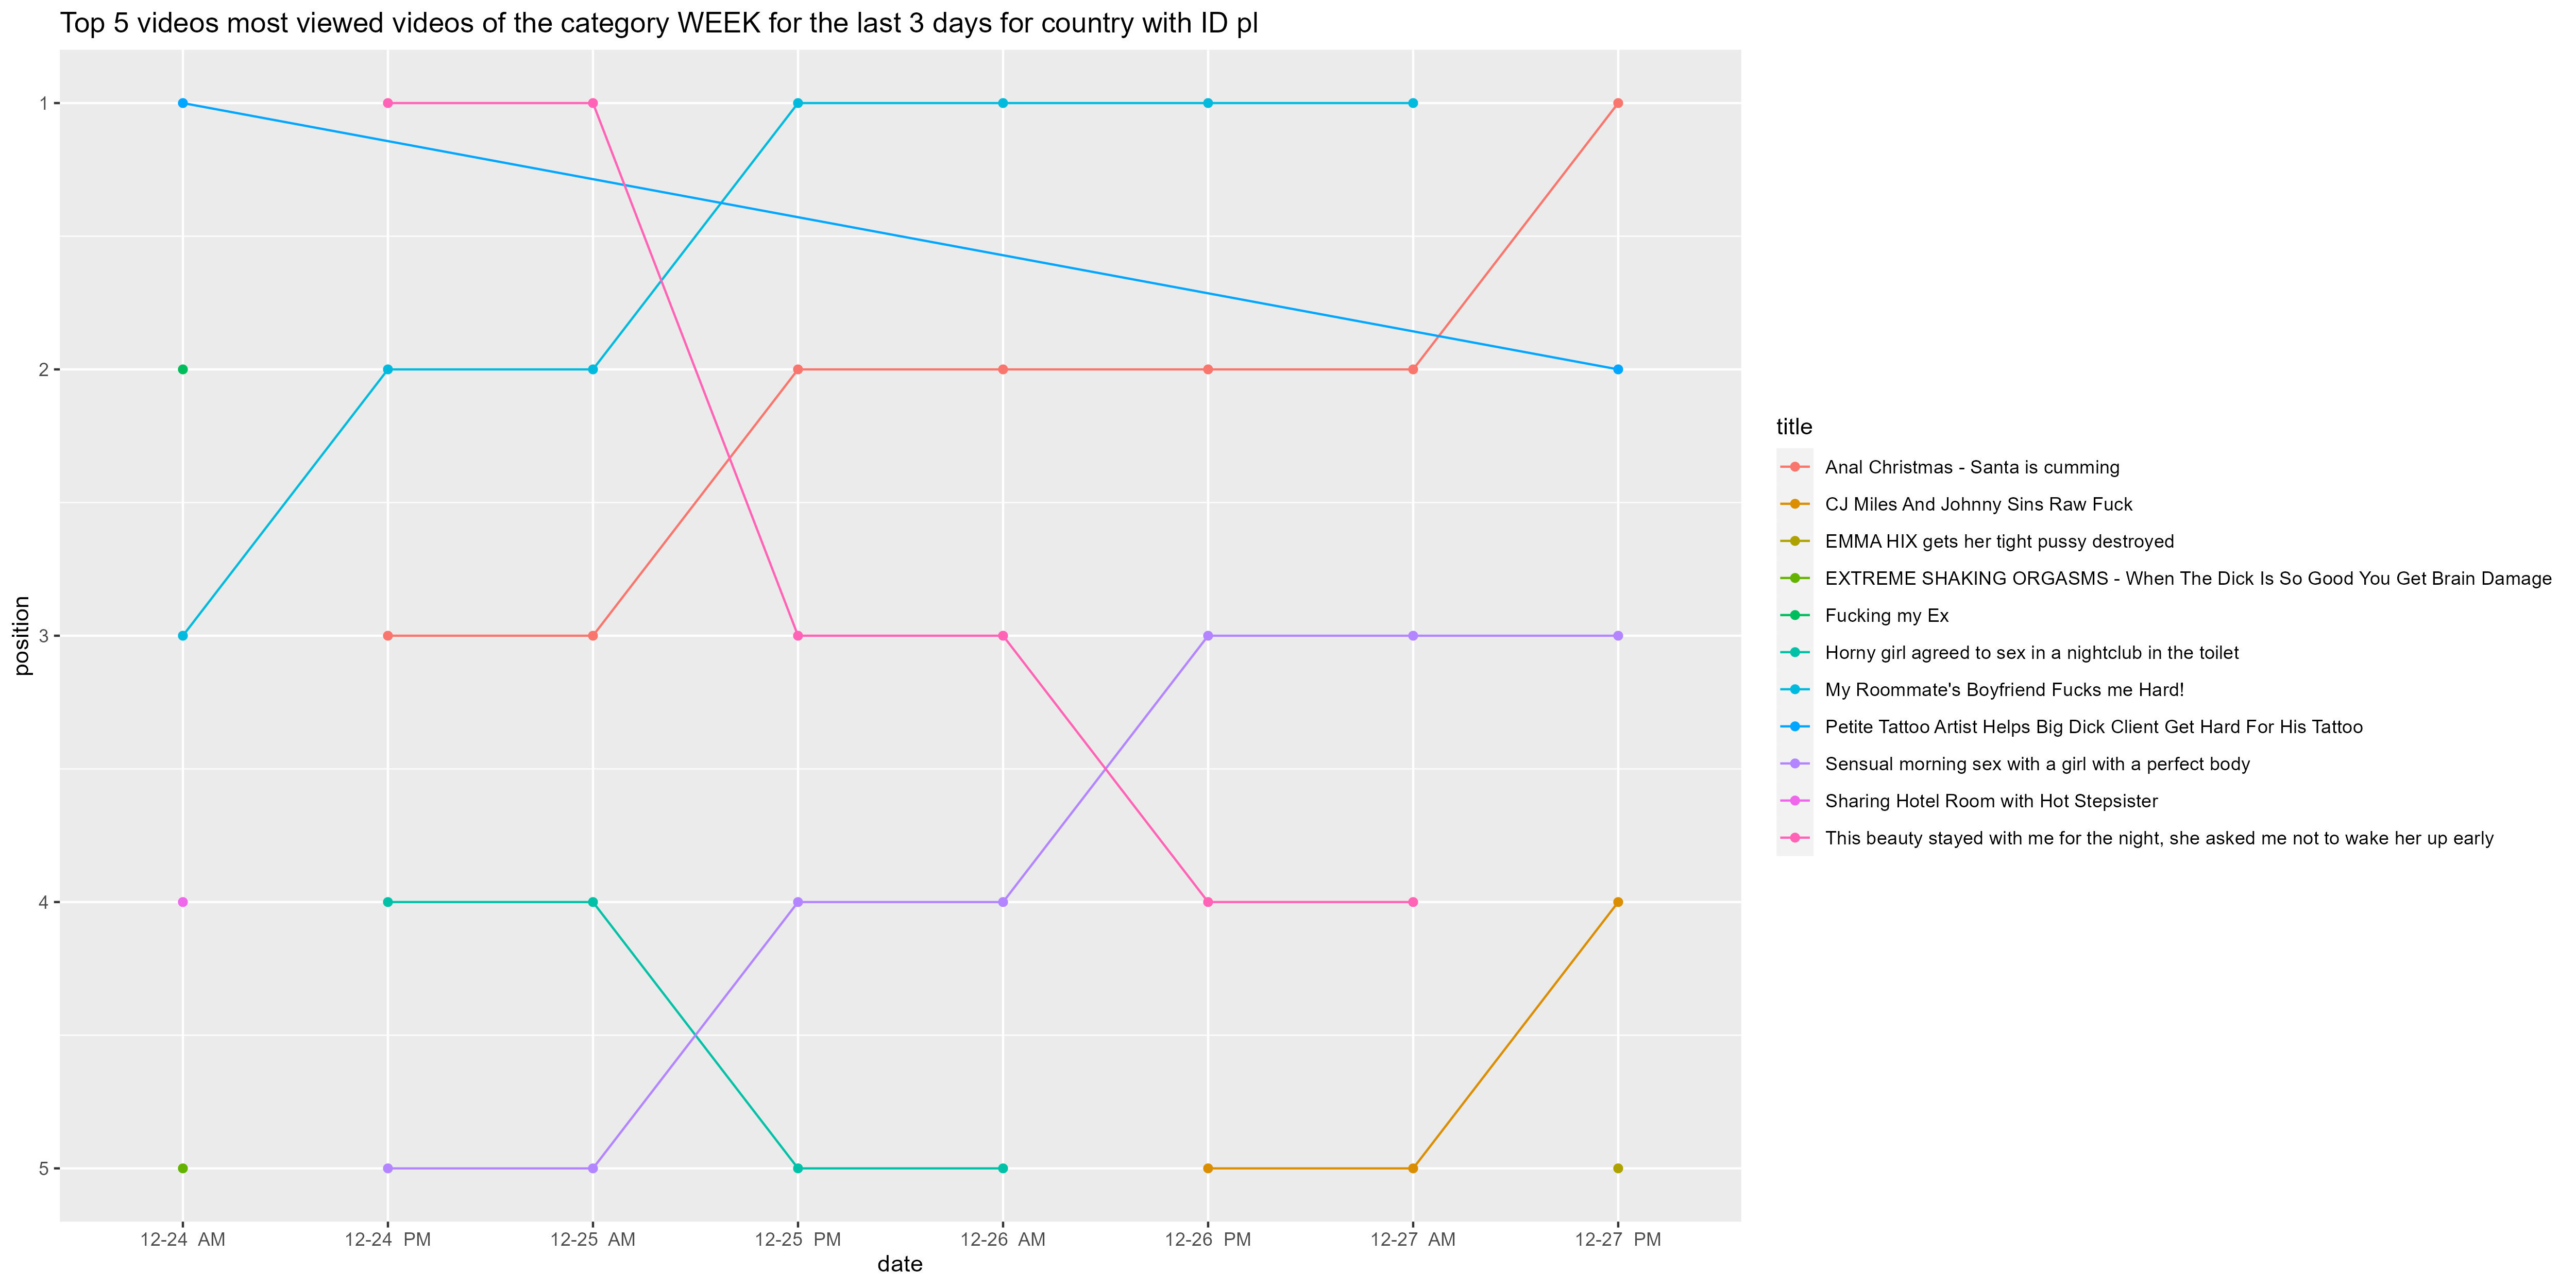 Top 5 videos most viewed videos of the category WEEK for the last 3 days for country with ID pl
position
1
2
3
4
5
12-24 AM
12-24 PM
12-25 AM
12-25 PM
12-26 AM
12-26 PM
12-27 AM
12-27 PM
date
title
Anal Christmas - Santa is cumming
CJ Miles And Johnny Sins Raw Fuck
EMMA HIX gets her tight pussy destroyed
EXTREME SHAKING ORGASMS - When The Dick Is So Good You Get Brain Damage
Fucking my Ex
Horny girl agreed to sex in a nightclub in the toilet
My Roommate's Boyfriend Fucks me Hard!
Petite Tattoo Artist Helps Big Dick Client Get Hard For His Tattoo
Sensual morning sex with a girl with a perfect body
Sharing Hotel Room with Hot Stepsister
This beauty stayed with me for the night, she asked me not to wake her up early